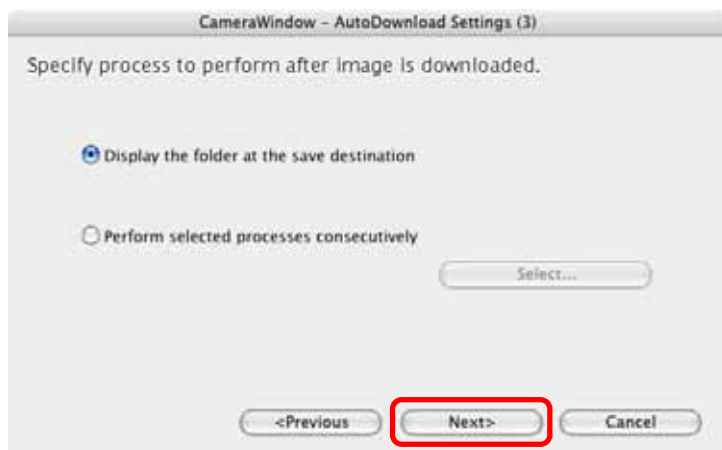 CameraWindow - AutoDownload Settings (3)
Specify process to perform after image is downloaded.
Display the folder at the save destination
Perform selected processes consecutively
Select...
<Previous
Next>
Cancel